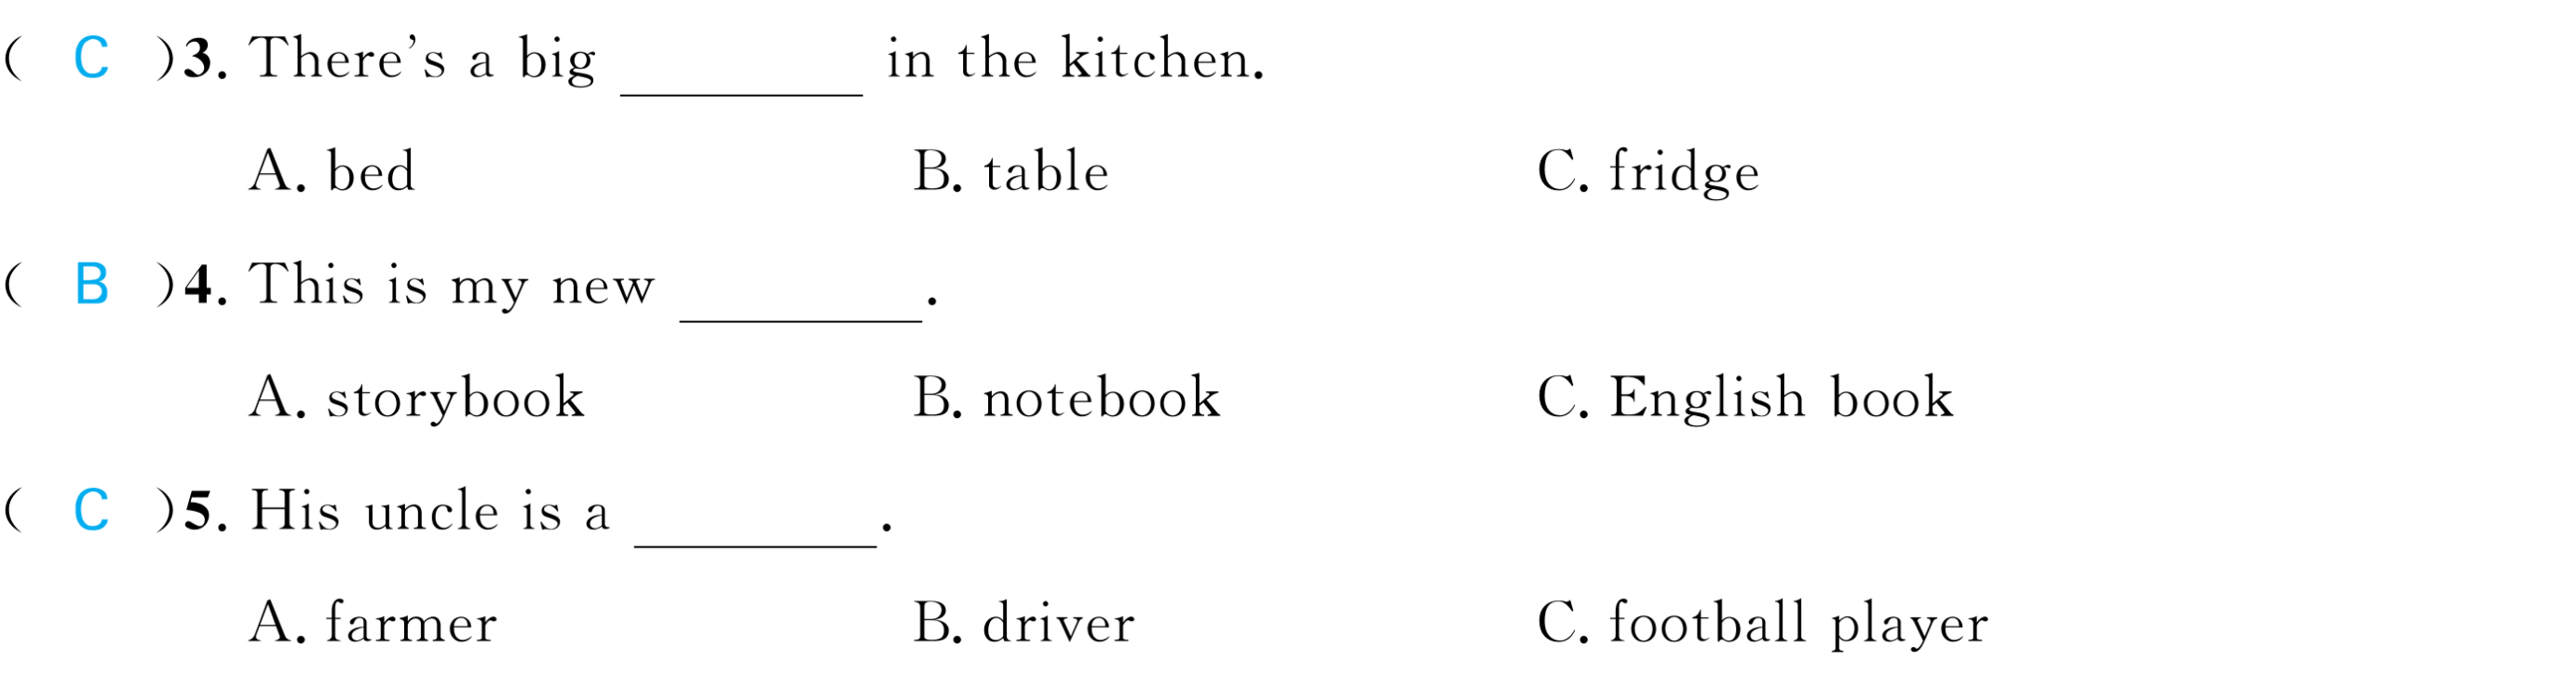 ( C )3. There's a big ________ in the kitchen.
A. bed B. table C. fridge
( B )4. This is my new ________.
A. storybook B. notebook C. English book
( C )5. His uncle is a ________.
A. farmer B. driver C. football player